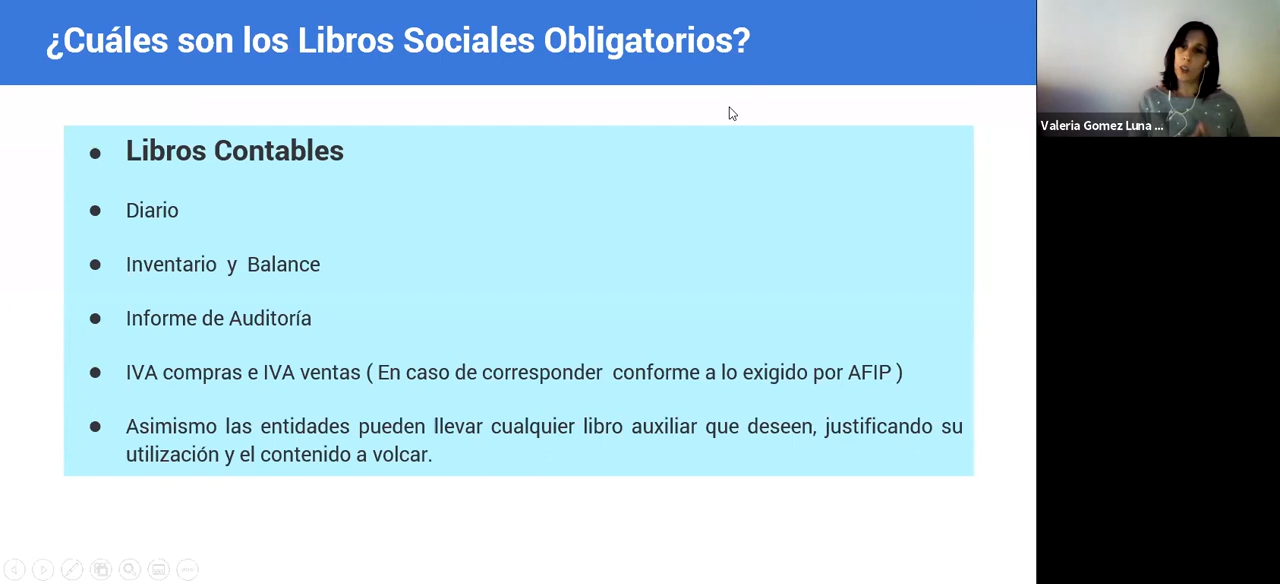 ¿Cuáles son los Libros Sociales Obligatorios?
Valeria Gomez Luna ...
● Libros Contables
● Diario
● Inventario y Balance
● Informe de Auditoría
● IVA compras e IVA ventas ( En caso de corresponder conforme a lo exigido por AFIP )
● Asimismo las entidades pueden llevar cualquier libro auxiliar que deseen, justificando su
utilización y el contenido a volcar.